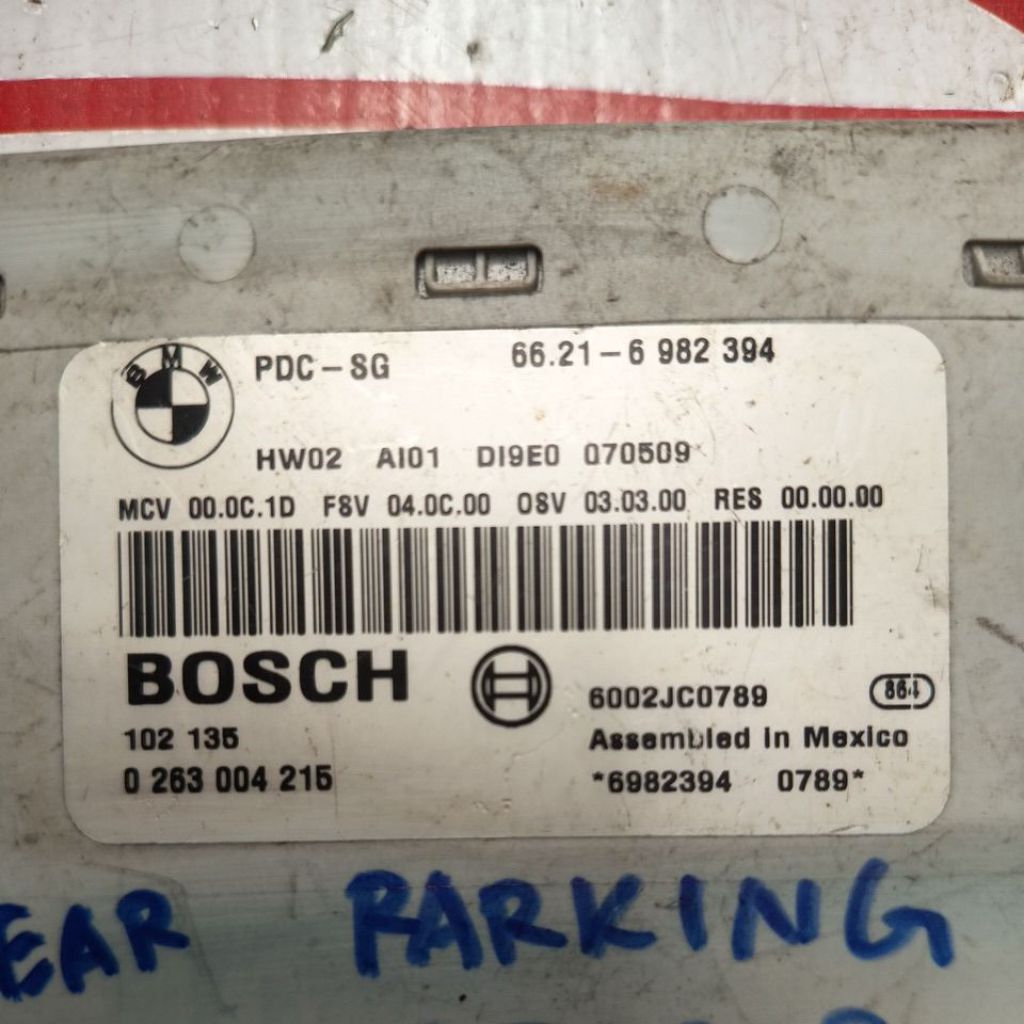 BMW
PDC-SG 66.21-6 982 394
HW02 AI01 DI9E0 070509
MCV 00.0C.1D FSV 04.0C.00 OSV 03.03.00 RES 00.00.00
BOSCH 6002JC0789 864
102 135 Assembled in Mexico
0 263 004 215 *6982394 0789*
EAR PARKING